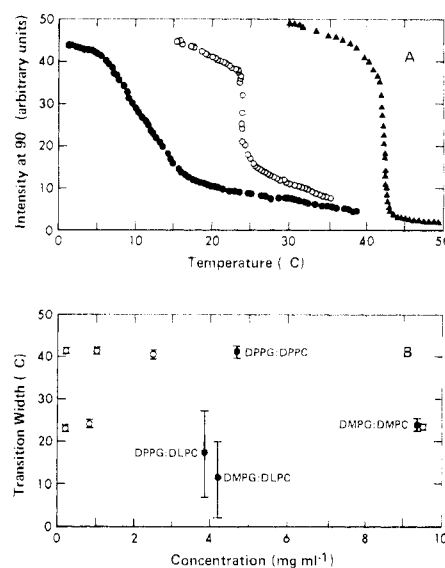 Intensity at 90 (arbitrary units)
50
40
30
20
10
0
A
0
10
20
30
40
50
Temperature ( C)
Transition Width ( C)
50
40
30
20
10
0
B
DPPG:DPPC
DMPG:DMPC
DPPG:DLPC
DMPG:DLPC
0
2
4
6
8
10
Concentration (mg ml-1)